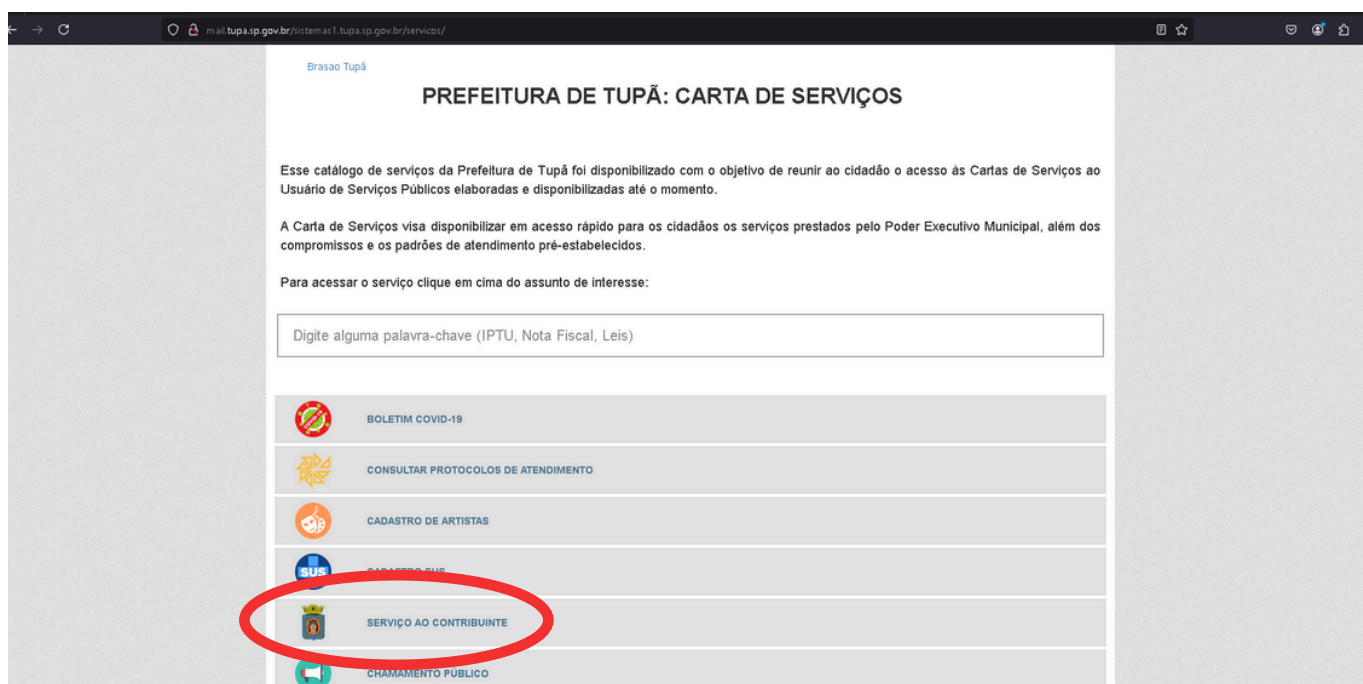 mail.tupa.sp.gov.br/sistemas1.tupa.sp.gov.br/servicos/
Brasao Tupã
PREFEITURA DE TUPÃ: CARTA DE SERVIÇOS
Esse catálogo de serviços da Prefeitura de Tupã foi disponibilizado com o objetivo de reunir ao cidadão o acesso às Cartas de Serviços ao
Usuário de Serviços Públicos elaboradas e disponibilizadas até o momento.
A Carta de Serviços visa disponibilizar em acesso rápido para os cidadãos os serviços prestados pelo Poder Executivo Municipal, além dos
compromissos e os padrões de atendimento pré-estabelecidos.
Para acessar o serviço clique em cima do assunto de interesse:
Digite alguma palavra-chave (IPTU, Nota Fiscal, Leis)
BOLETIM COVID-19
CONSULTAR PROTOCOLOS DE ATENDIMENTO
CADASTRO DE ARTISTAS
SUS
CADASTRO SUS
SERVIÇO AO CONTRIBUINTE
CHAMAMENTO PÚBLICO